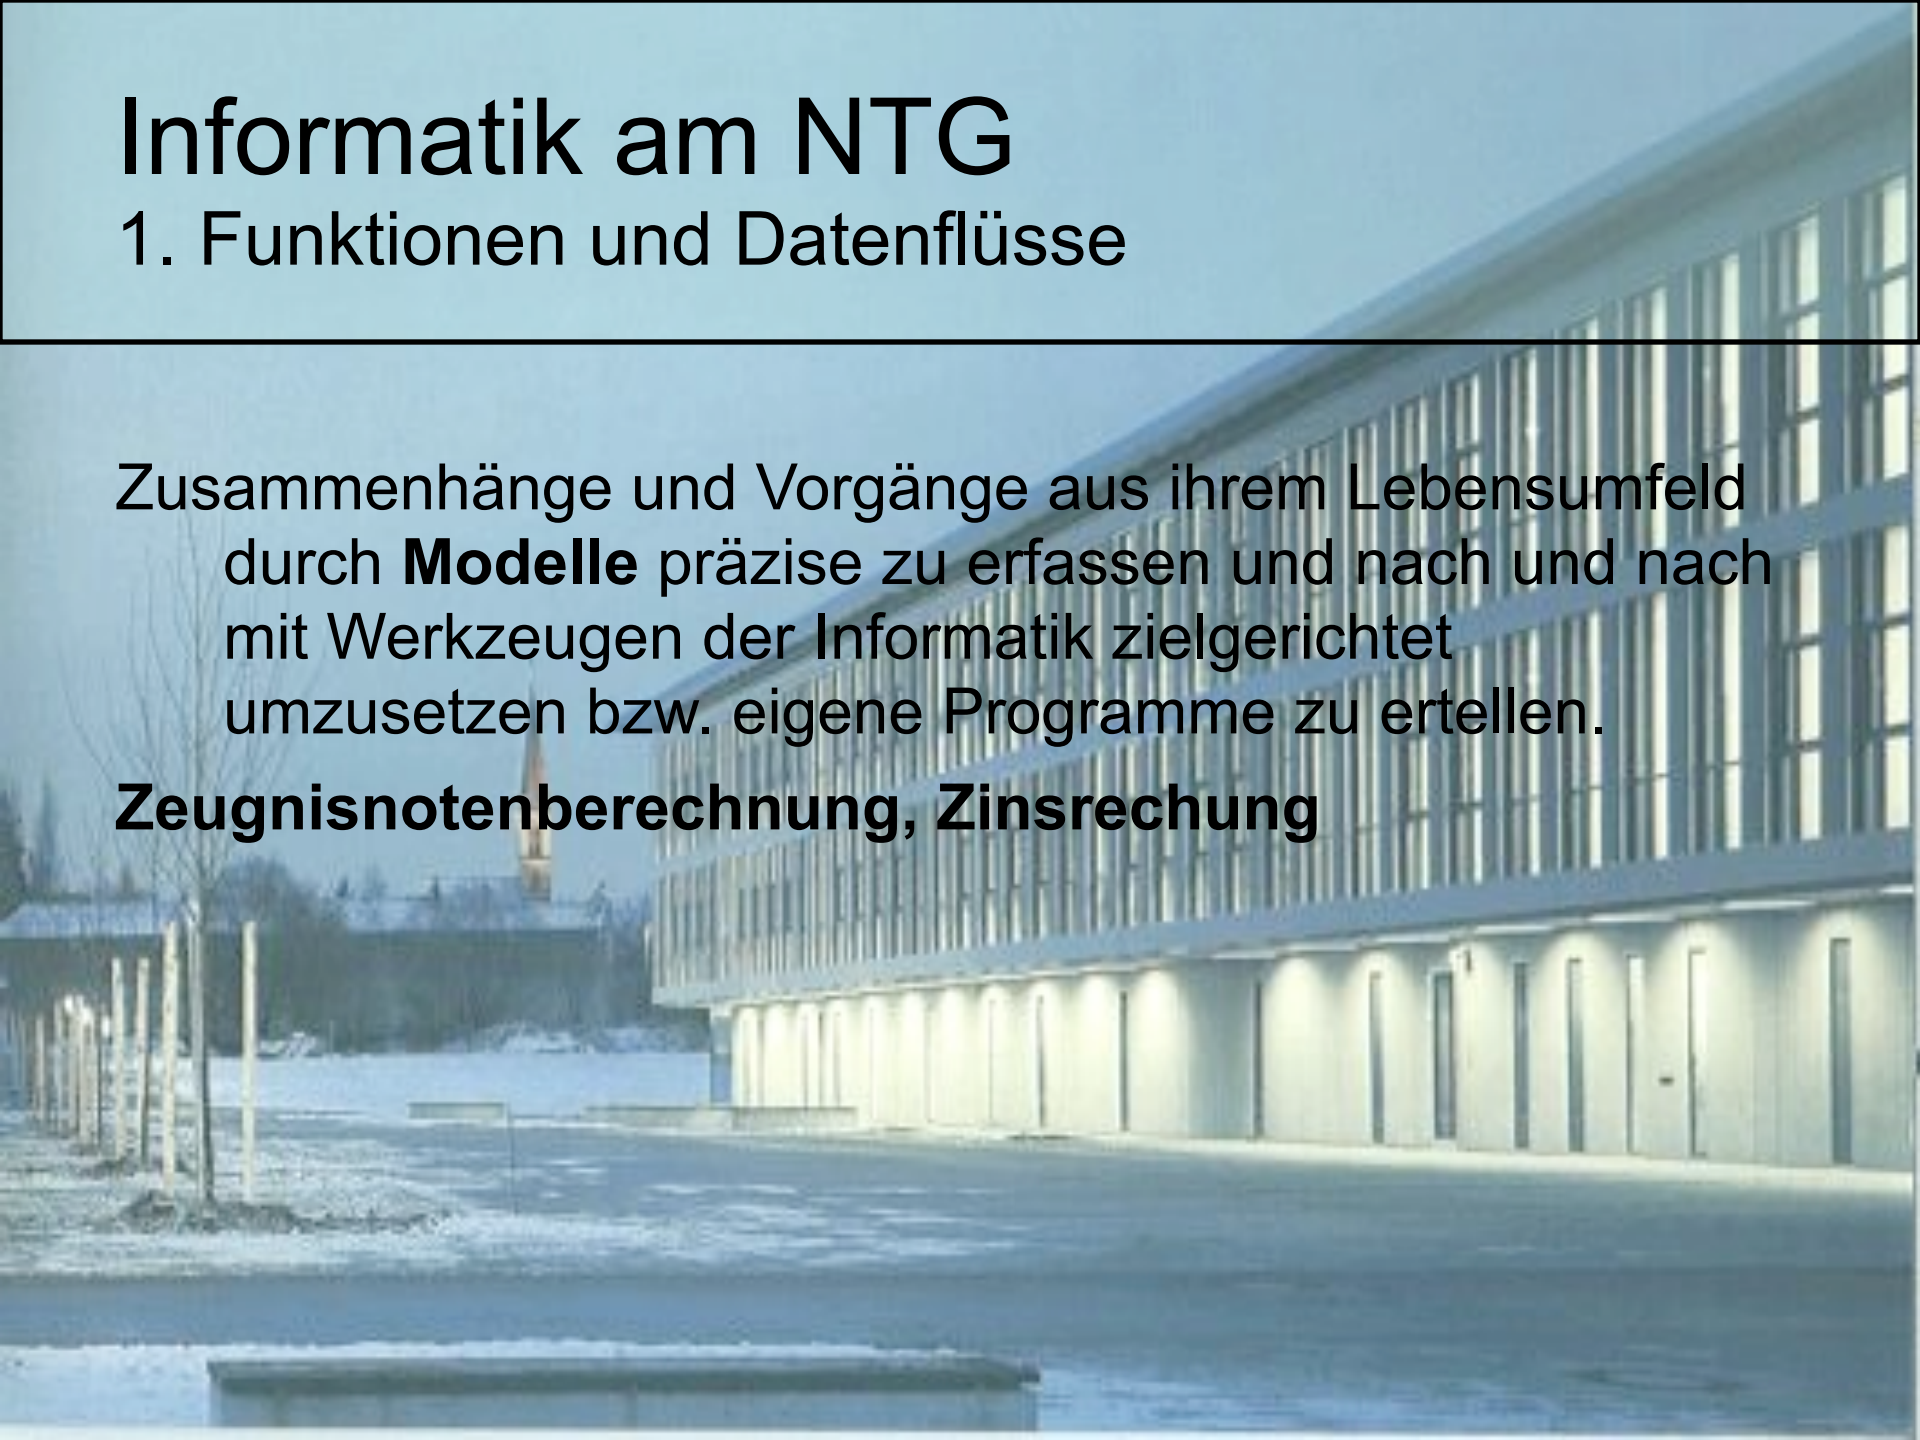 Informatik am NTG
1. Funktionen und Datenflüsse
Zusammenhänge und Vorgänge aus ihrem Lebensumfeld
durch Modelle präzise zu erfassen und nach und nach
mit Werkzeugen der Informatik zielgerichtet
umzusetzen bzw. eigene Programme zu ertellen.
Zeugnisnotenberechnung, Zinsrechung